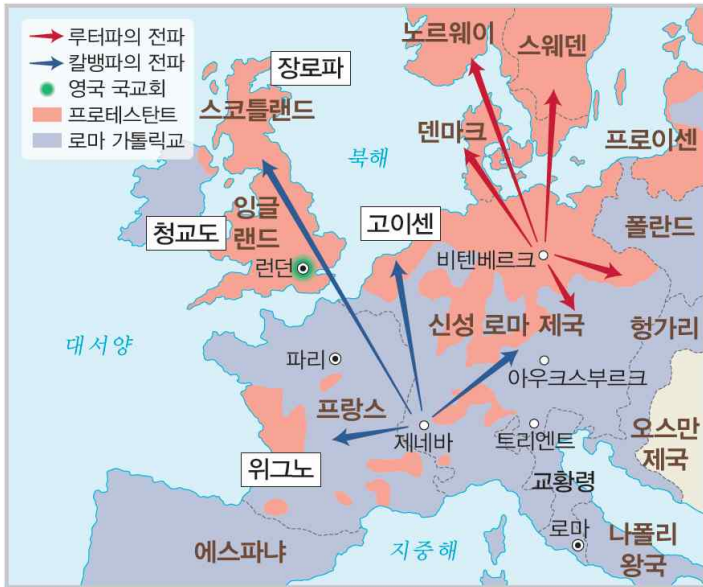 루터파의 전파
칼뱅파의 전파
영국 국교회
프로테스탄트
로마 가톨릭교
노르웨이
스웨덴
장로파
스코틀랜드
덴마크
프로이센
북해
잉글
랜드
청교도
고이센
폴란드
런던
비텐베르크
신성 로마 제국
헝가리
대서양
파리
아우크스부르크
프랑스
제네바
트리엔트
오스만
제국
위그노
교황령
로마
나폴리
왕국
에스파냐
지중해